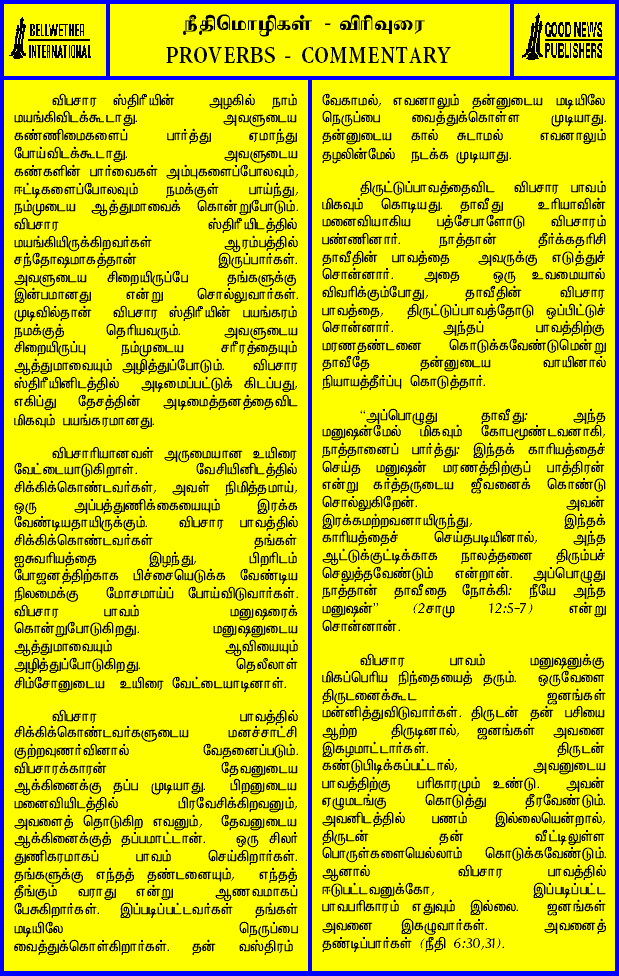 BELLWETHER
INTERNATIONAL
நீதிமொழிகள் - விரிவுரை
PROVERBS - COMMENTARY
GOOD NEWS
PUBLISHERS
விபசார ஸ்திரீயின் அழகில் நாம்
மயங்கிவிடக்கூடாது. அவளுடைய
கண்ணிமைகளைப் பார்த்து ஏமாந்து
போய்விடக்கூடாது. அவளுடைய
கண்களின் பார்வைகள் அம்புகளைப்போலவும்,
ஈட்டிகளைப்போலவும் நமக்குள் பாய்ந்து,
நம்முடைய ஆத்துமாவைக் கொன்றுபோடும்.
விபசார ஸ்திரீயிடத்தில்
மயங்கியிருக்கிறவர்கள் ஆரம்பத்தில்
சந்தோஷமாகத்தான் இருப்பார்கள்.
அவளுடைய சிறையிருப்பே தங்களுக்கு
இன்பமானது என்று சொல்லுவார்கள்.
முடிவில்தான் விபசார ஸ்திரீயின் பயங்கரம்
நமக்குத் தெரியவரும். அவளுடைய
சிறையிருப்பு நம்முடைய சரீரத்தையும்
ஆத்துமாவையும் அழித்துப்போடும். விபசார
ஸ்திரீயினிடத்தில் அடிமைப்பட்டுக் கிடப்பது,
எகிப்து தேசத்தின் அடிமைத்தனத்தைவிட
மிகவும் பயங்கரமானது.
விபசாரியானவள் அருமையான உயிரை
வேட்டையாடுகிறாள். வேசியினிடத்தில்
சிக்கிக்கொண்டவர்கள், அவள் நிமித்தமாய்,
ஒரு அப்பத்துணிக்கையையும் இரக்க
வேண்டியதாயிருக்கும். விபசார பாவத்தில்
சிக்கிக்கொண்டவர்கள் தங்கள்
ஐசுவரியத்தை இழந்து, பிறரிடம்
போஜனத்திற்காக பிச்சையெடுக்க வேண்டிய
நிலமைக்கு மோசமாய்ப் போய்விடுவார்கள்.
விபசார பாவம் மனுஷரைக்
கொன்றுபோடுகிறது. மனுஷனுடைய
ஆத்துமாவையும் ஆவியையும்
அழித்துப்போடுகிறது. தெலீலாள்
சிம்சோனுடைய உயிரை வேட்டையாடினாள்.
விபசார பாவத்தில்
சிக்கிக்கொண்டவர்களுடைய மனச்சாட்சி
குற்றவுணர்வினால் வேதனைப்படும்.
விபசாரக்காரன் தேவனுடைய
ஆக்கினைக்கு தப்ப முடியாது. பிறனுடைய
மனைவியிடத்தில் பிரவேசிக்கிறவனும்,
அவளைத் தொடுகிற எவனும், தேவனுடைய
ஆக்கினைக்குத் தப்பமாட்டான். ஒரு சிலர்
துணிகரமாகப் பாவம் செய்கிறார்கள்.
தங்களுக்கு எந்தத் தண்டனையும், எந்தத்
தீங்கும் வராது என்று ஆணவமாகப்
பேசுகிறார்கள். இப்படிப்பட்டவர்கள் தங்கள்
மடியிலே நெருப்பை
வைத்துக்கொள்கிறார்கள். தன் வஸ்திரம்
வேகாமல், எவனாலும் தன்னுடைய மடியிலே
நெருப்பை வைத்துக்கொள்ள முடியாது.
தன்னுடைய கால் சுடாமல் எவனாலும்
தழலின்மேல் நடக்க முடியாது.
திருட்டுப்பாவத்தைவிட விபசார பாவம்
மிகவும் கொடியது. தாவீது உரியாவின்
மனைவியாகிய பத்சேபாளோடு விபசாரம்
பண்ணினார். நாத்தான் தீர்க்கதரிசி
தாவீதின் பாவத்தை அவருக்கு எடுத்துச்
சொன்னார். அதை ஒரு உவமையால்
விவரிக்கும்போது, தாவீதின் விபசார
பாவத்தை, திருட்டுப்பாவத்தோடு ஒப்பிட்டுச்
சொன்னார். அந்தப் பாவத்திற்கு
மரணதண்டனை கொடுக்கவேண்டுமென்று
தாவீதே தன்னுடைய வாயினால்
நியாயத்தீர்ப்பு கொடுத்தார்.
“அப்பொழுது தாவீது: அந்த
மனுஷன்மேல் மிகவும் கோபமூண்டவனாகி,
நாத்தானைப் பார்த்து: இந்தக் காரியத்தைச்
செய்த மனுஷன் மரணத்திற்குப் பாத்திரன்
என்று கர்த்தருடைய ஜீவனைக் கொண்டு
சொல்லுகிறேன். அவன்
இரக்கமற்றவனாயிருந்து, இந்தக்
காரியத்தைச் செய்தபடியினால், அந்த
ஆட்டுக்குட்டிக்காக நாலத்தனை திரும்பச்
செலுத்தவேண்டும் என்றான். அப்பொழுது
நாத்தான் தாவீதை நோக்கி: நீயே அந்த
மனுஷன்” (2சாமு 12:5-7) என்று
சொன்னான்.
விபசார பாவம் மனுஷனுக்கு
மிகப்பெரிய நிந்தையைத் தரும். ஒருவேளை
திருடனைக்கூட ஜனங்கள்
மன்னித்துவிடுவார்கள். திருடன் தன் பசியை
ஆற்ற திருடினால், ஜனங்கள் அவனை
இகழமாட்டார்கள். திருடன்
கண்டுபிடிக்கப்பட்டால், அவனுடைய
பாவத்திற்கு பரிகாரமும் உண்டு. அவன்
ஏழுமடங்கு கொடுத்து தீரவேண்டும்.
அவனிடத்தில் பணம் இல்லையென்றால்,
திருடன் தன் வீட்டிலுள்ள
பொருள்களையெல்லாம் கொடுக்கவேண்டும்.
ஆனால் விபசார பாவத்தில்
ஈடுபட்டவனுக்கோ, இப்படிப்பட்ட
பாவபரிகாரம் எதுவும் இல்லை. ஜனங்கள்
அவனை இகழுவார்கள். அவனைத்
தண்டிப்பார்கள் (நீதி 6:30,31).